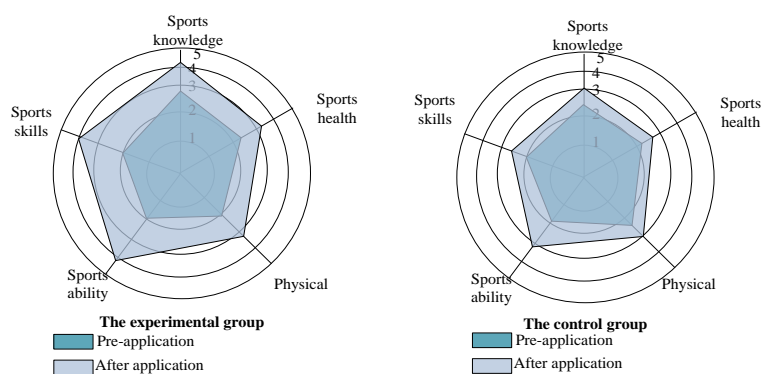 Sports
knowledge
5
4
3
2
1
Sports
health
Sports
skills
Sports
ability
Physical
The experimental group
Pre-application
After application
Sports
knowledge
5
4
3
2
1
Sports
health
Sports
skills
Sports
ability
Physical
The control group
Pre-application
After application